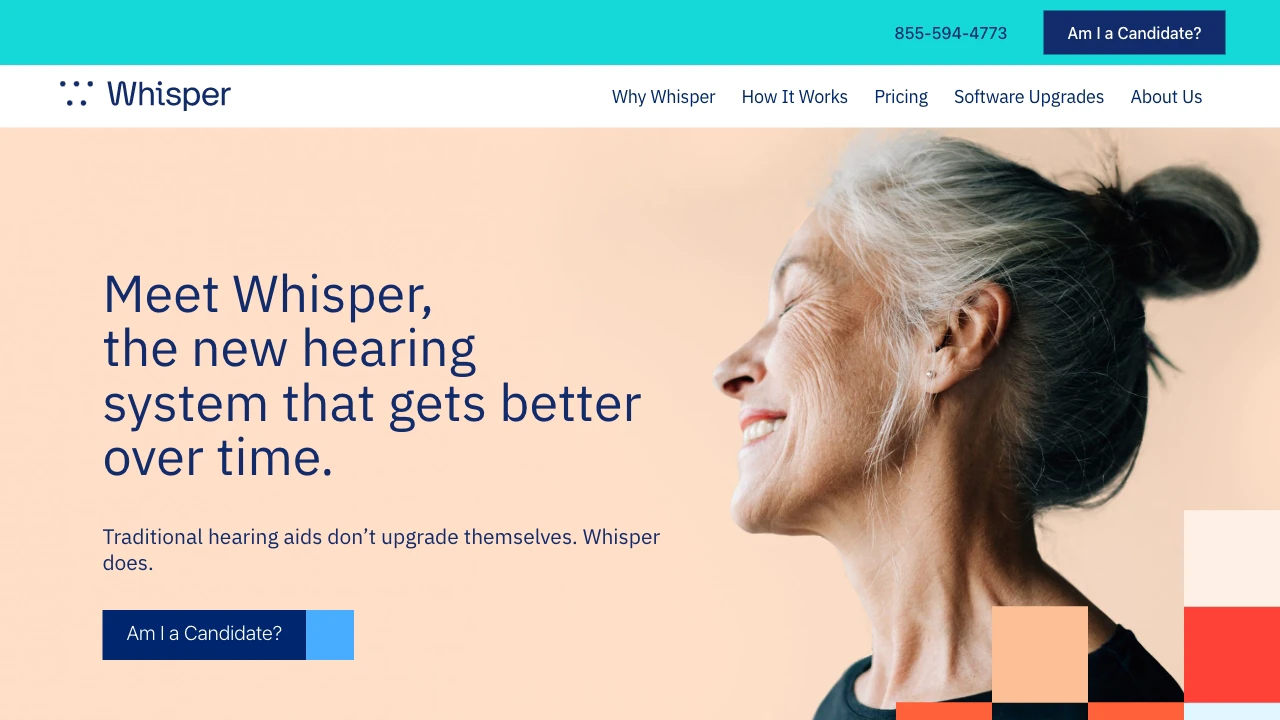 855-594-4773
Am I a Candidate?
Whisper
Why Whisper
How It Works
Pricing
Software Upgrades
About Us
Meet Whisper,
the new hearing
system that gets better
over time.
Traditional hearing aids don’t upgrade themselves. Whisper
does.
Am I a Candidate?